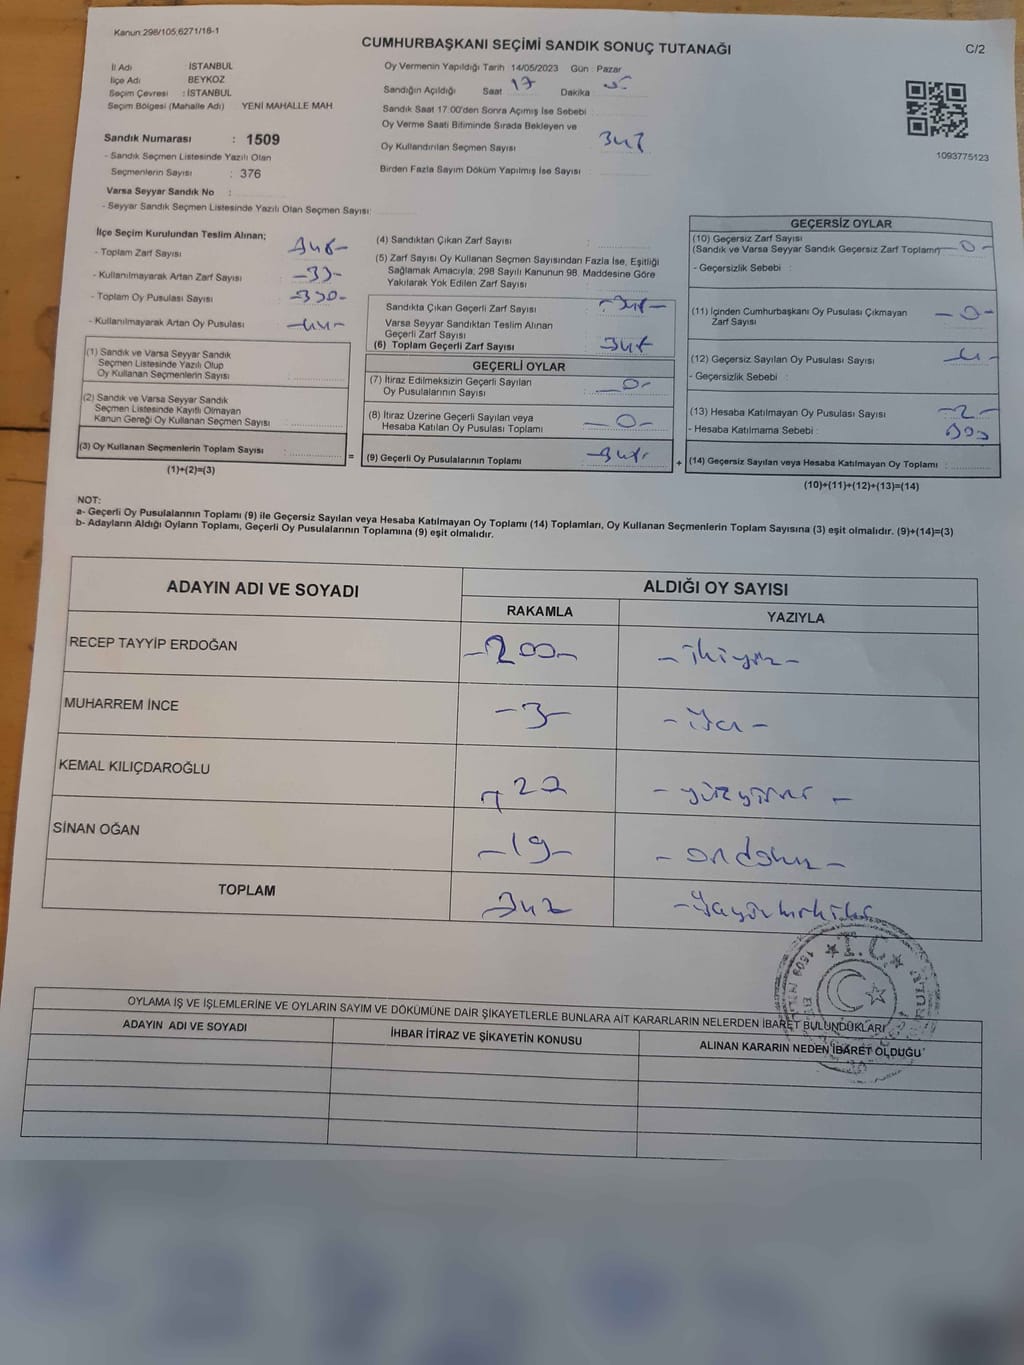 Kanun:298/105,6271/16-1
CUMHURBAŞKANI SEÇİMİ SANDIK SONUÇ TUTANAĞI
C/2
İl Adı İSTANBUL
İlçe Adı BEYKOZ
Seçim Çevresi : İSTANBUL
Seçim Bölgesi (Mahalle Adı) YENİ MAHALLE MAH
Sandık Numarası : 1509
- Sandık Seçmen Listesinde Yazılı Olan
Seçmenlerin Sayısı : 376
Varsa Seyyar Sandık No :
- Seyyar Sandık Seçmen Listesinde Yazılı Olan Seçmen Sayısı:
Oy Vermenin Yapıldığı Tarih :14/05/2023 Gün : Pazar
Sandığın Açıldığı Saat 17 Dakika
Sandık Saat 17:00'den Sonra Açımış İse Sebebi :
Oy Verme Saati Bitiminde Sırada Bekleyen ve
Oy Kullandırılan Seçmen Sayısı
Birden Fazla Sayım Döküm Yapılmış İse Sayısı :
1093775123
İlçe Seçim Kurulundan Teslim Alınan;
- Toplam Zarf Sayısı
- Kullanılmayarak Artan Zarf Sayısı -33-
- Toplam Oy Pusulası Sayısı
- Kullanılmayarak Artan Oy Pusulası
(1) Sandık ve Varsa Seyyar Sandık
Seçmen Listesinde Yazılı Olup
Oy Kullanan Seçmenlerin Sayısı :
(2) Sandık ve Varsa Seyyar Sandık
Seçmen Listesinde Kayıtlı Olmayan
Kanun Gereği Oy Kullanan Seçmen Sayısı :
(3) Oy Kullanan Seçmenlerin Toplam Sayısı :
(1)+(2)=(3)
(4) Sandıktan Çıkan Zarf Sayısı :
(5) Zarf Sayısı Oy Kullanan Seçmen Sayısından Fazla İse, Eşitliği
Sağlamak Amacıyla, 298 Sayılı Kanunun 98. Maddesine Göre
Yakılarak Yok Edilen Zarf Sayısı :
Sandıkta Çıkan Geçerli Zarf Sayısı :
Varsa Seyyar Sandıktan Teslim Alınan
Geçerli Zarf Sayısı :
(6) Toplam Geçerli Zarf Sayısı
GEÇERLİ OYLAR
(7) İtiraz Edilmeksizin Geçerli Sayılan
Oy Pusulalarının Sayısı : -0-
(8) İtiraz Üzerine Geçerli Sayılan veya
Hesaba Katılan Oy Pusulası Toplamı -0-
= (9) Geçerli Oy Pusulalarının Toplamı +
GEÇERSİZ OYLAR
(10) Geçersiz Zarf Sayısı
(Sandık ve Varsa Seyyar Sandık Geçersiz Zarf Toplamı) -0-
- Geçersizlik Sebebi :
(11) İçinden Cumhurbaşkanı Oy Pusulası Çıkmayan
Zarf Sayısı -0-
(12) Geçersiz Sayılan Oy Pusulası Sayısı
- Geçersizlik Sebebi :
(13) Hesaba Katılmayan Oy Pusulası Sayısı -2-
- Hesaba Katılmama Sebebi :
(14) Geçersiz Sayılan veya Hesaba Katılmayan Oy Toplamı :
(10)+(11)+(12)+(13)=(14)
NOT:
a- Geçerli Oy Pusulalarının Toplamı (9) ile Geçersiz Sayılan veya Hesaba Katılmayan Oy Toplamı (14) Toplamları, Oy Kullanan Seçmenlerin Toplam Sayısına (3) eşit olmalıdır. (9)+(14)=(3)
b- Adayların Aldığı Oyların Toplamı, Geçerli Oy Pusulalarının Toplamına (9) eşit olmalıdır.
ADAYIN ADI VE SOYADI ALDIĞI OY SAYISI
RAKAMLA YAZIYLA
RECEP TAYYİP ERDOĞAN -200- -ikiyüz-
MUHARREM İNCE -3-
KEMAL KILIÇDAROĞLU
SİNAN OĞAN -19- -ondokuz-
TOPLAM 342
T.C.
1509
OYLAMA İŞ VE İŞLEMLERİNE VE OYLARIN SAYIM VE DÖKÜMÜNE DAİR ŞİKAYETLERLE BUNLARA AİT KARARLARIN NELERDEN İBARET BULUNDUKLARI
ADAYIN ADI VE SOYADI İHBAR İTİRAZ VE ŞİKAYETİN KONUSU ALINAN KARARIN NEDEN İBARET OLDUĞU